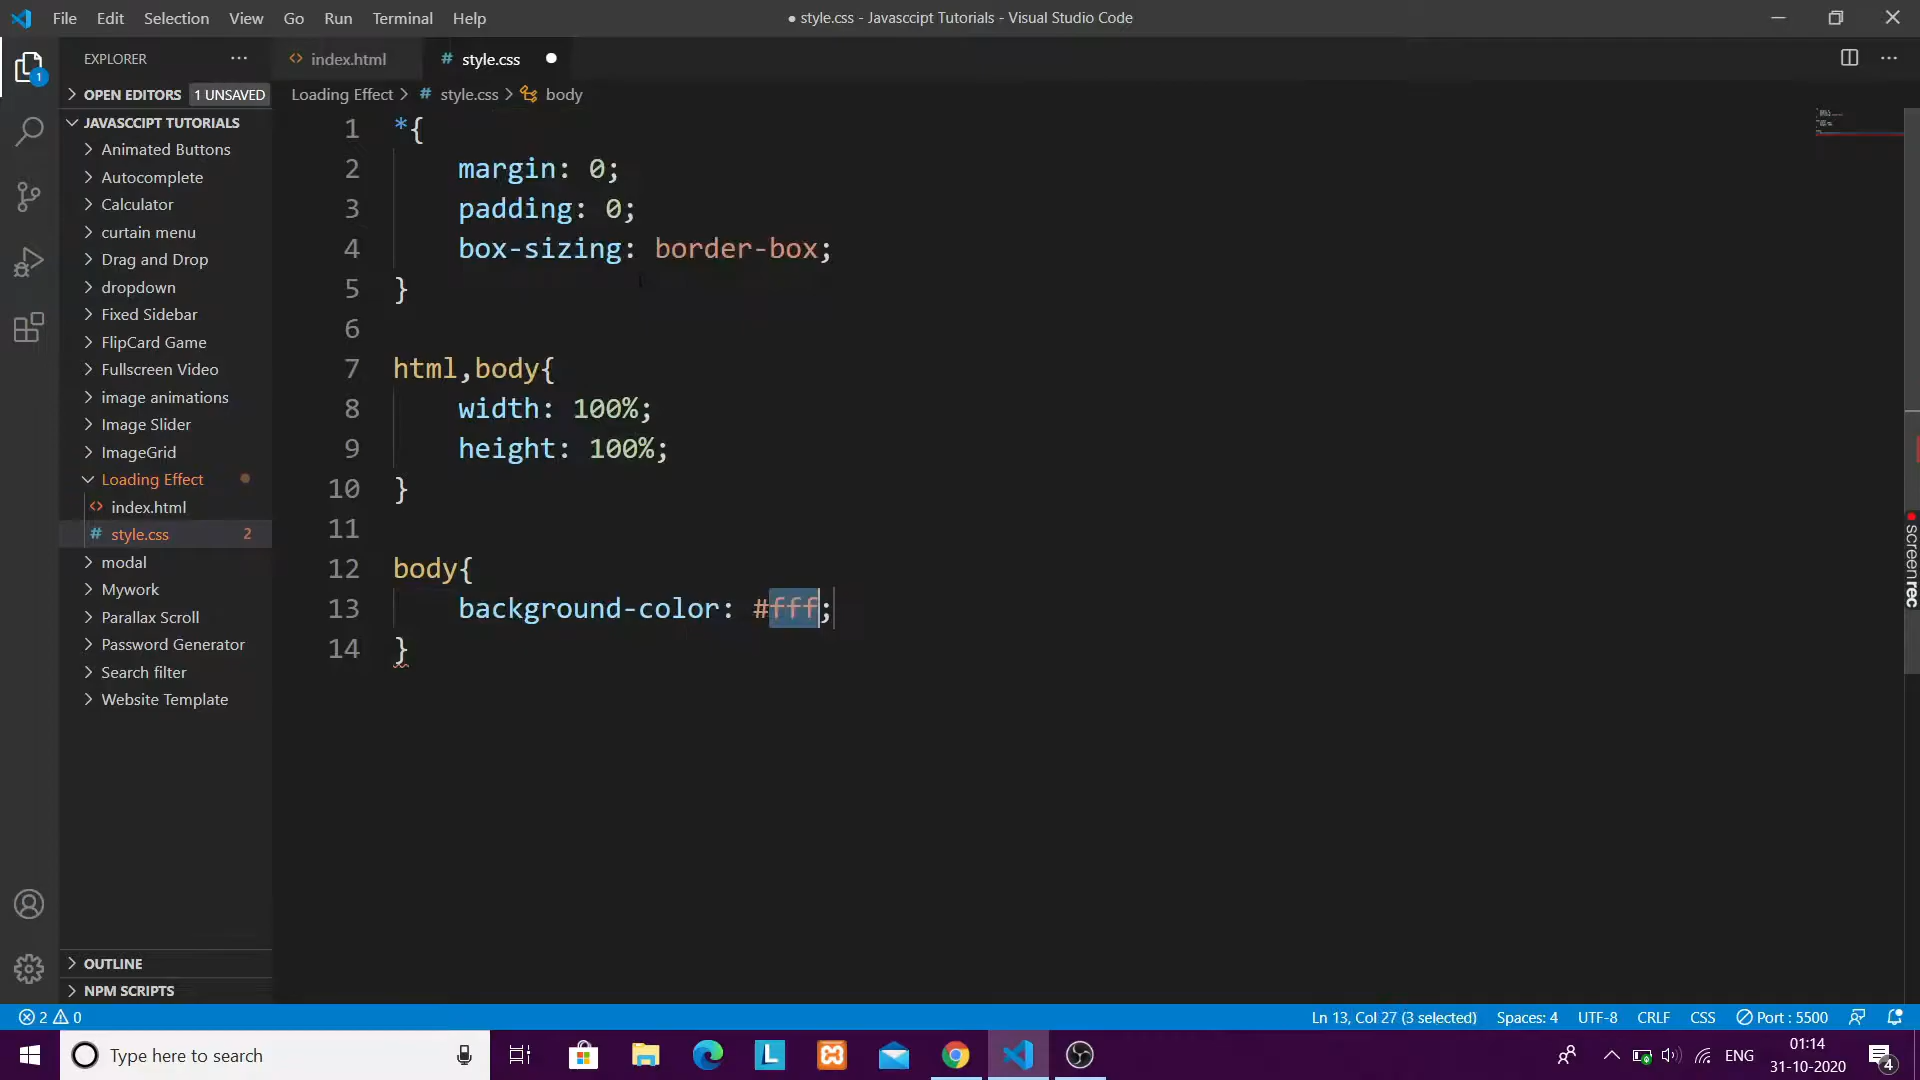 File Edit Selection View Go Run Terminal Help
● style.css - Javasccipt Tutorials - Visual Studio Code
EXPLORER
index.html
# style.css
OPEN EDITORS 1 UNSAVED
Loading Effect > # style.css > body
JAVASCCIPT TUTORIALS
Animated Buttons
Autocomplete
Calculator
curtain menu
Drag and Drop
dropdown
Fixed Sidebar
FlipCard Game
Fullscreen Video
image animations
Image Slider
ImageGrid
Loading Effect
index.html
# style.css 2
modal
Mywork
Parallax Scroll
Password Generator
Search filter
Website Template
OUTLINE
NPM SCRIPTS
1 *{
2 margin: 0;
3 padding: 0;
4 box-sizing: border-box;
5 }
6
7 html,body{
8 width: 100%;
9 height: 100%;
10 }
11
12 body{
13 background-color: #fff;
14 }
1
screenrec
2 0
Ln 13, Col 27 (3 selected) Spaces: 4 UTF-8 CRLF CSS Port : 5500
Type here to search
L
ENG
01:14
31-10-2020
4